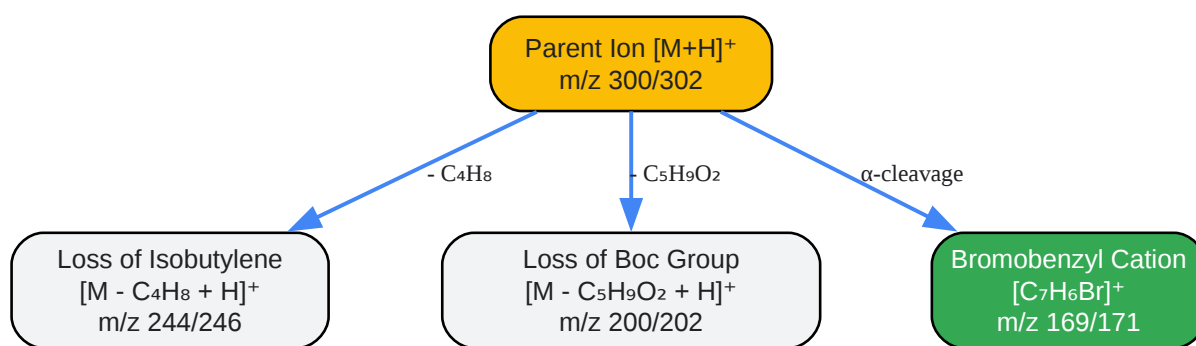 Parent Ion [M+H]⁺
m/z 300/302
- C₄H₈
- C₅H₉O₂
α-cleavage
Loss of Isobutylene
[M - C₄H₈ + H]⁺
m/z 244/246
Loss of Boc Group
[M - C₅H₉O₂ + H]⁺
m/z 200/202
Bromobenzyl Cation
[C₇H₆Br]⁺
m/z 169/171